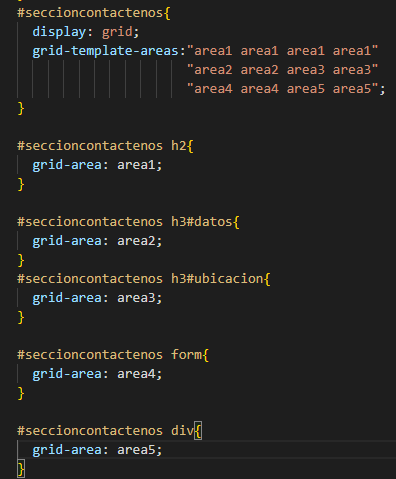 #seccioncontactenos{
display: grid;
grid-template-areas:"area1 area1 area1 area1"
"area2 area2 area3 area3"
"area4 area4 area5 area5";
}
#seccioncontactenos h2{
grid-area: area1;
}
#seccioncontactenos h3#datos{
grid-area: area2;
}
#seccioncontactenos h3#ubicacion{
grid-area: area3;
}
#seccioncontactenos form{
grid-area: area4;
}
#seccioncontactenos div{
grid-area: area5;
}